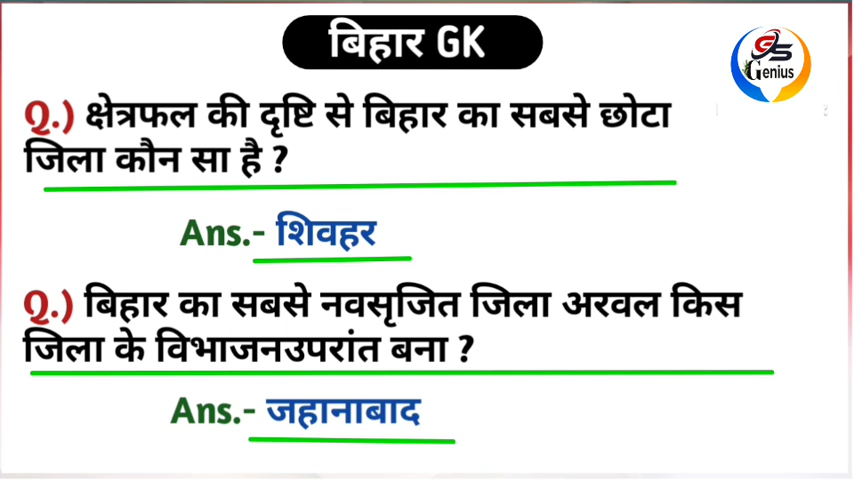 बिहार GK
GS
Genius
Q.) क्षेत्रफल की दृष्टि से बिहार का सबसे छोटा
जिला कौन सा है ?
Ans.- शिवहर
Q.) बिहार का सबसे नवसृजित जिला अरवल किस
जिला के विभाजनउपरांत बना ?
Ans.- जहानाबाद